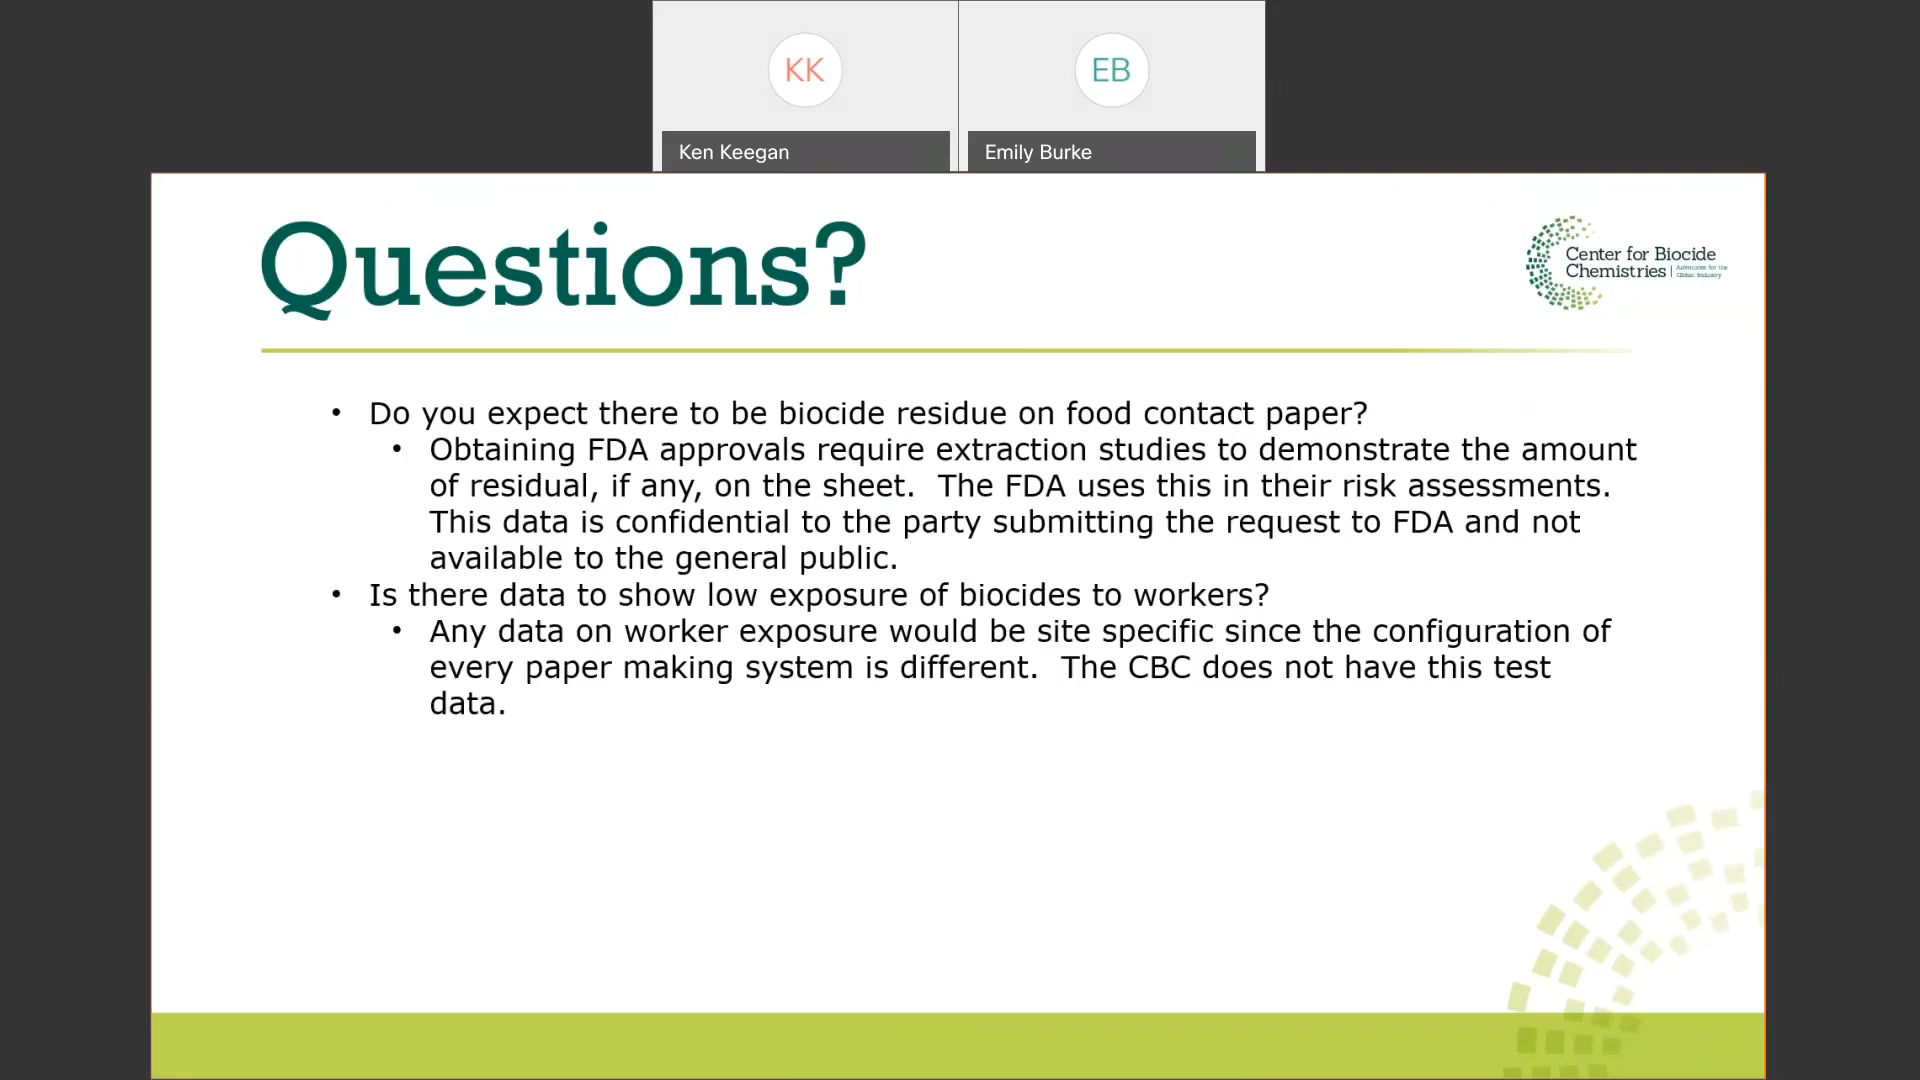 KK
EB
Ken Keegan
Emily Burke
Questions?
Center for Biocide
Chemistries | Advocates for the
Global Industry
• Do you expect there to be biocide residue on food contact paper?
• Obtaining FDA approvals require extraction studies to demonstrate the amount
of residual, if any, on the sheet.  The FDA uses this in their risk assessments.
This data is confidential to the party submitting the request to FDA and not
available to the general public.
• Is there data to show low exposure of biocides to workers?
• Any data on worker exposure would be site specific since the configuration of
every paper making system is different.  The CBC does not have this test
data.